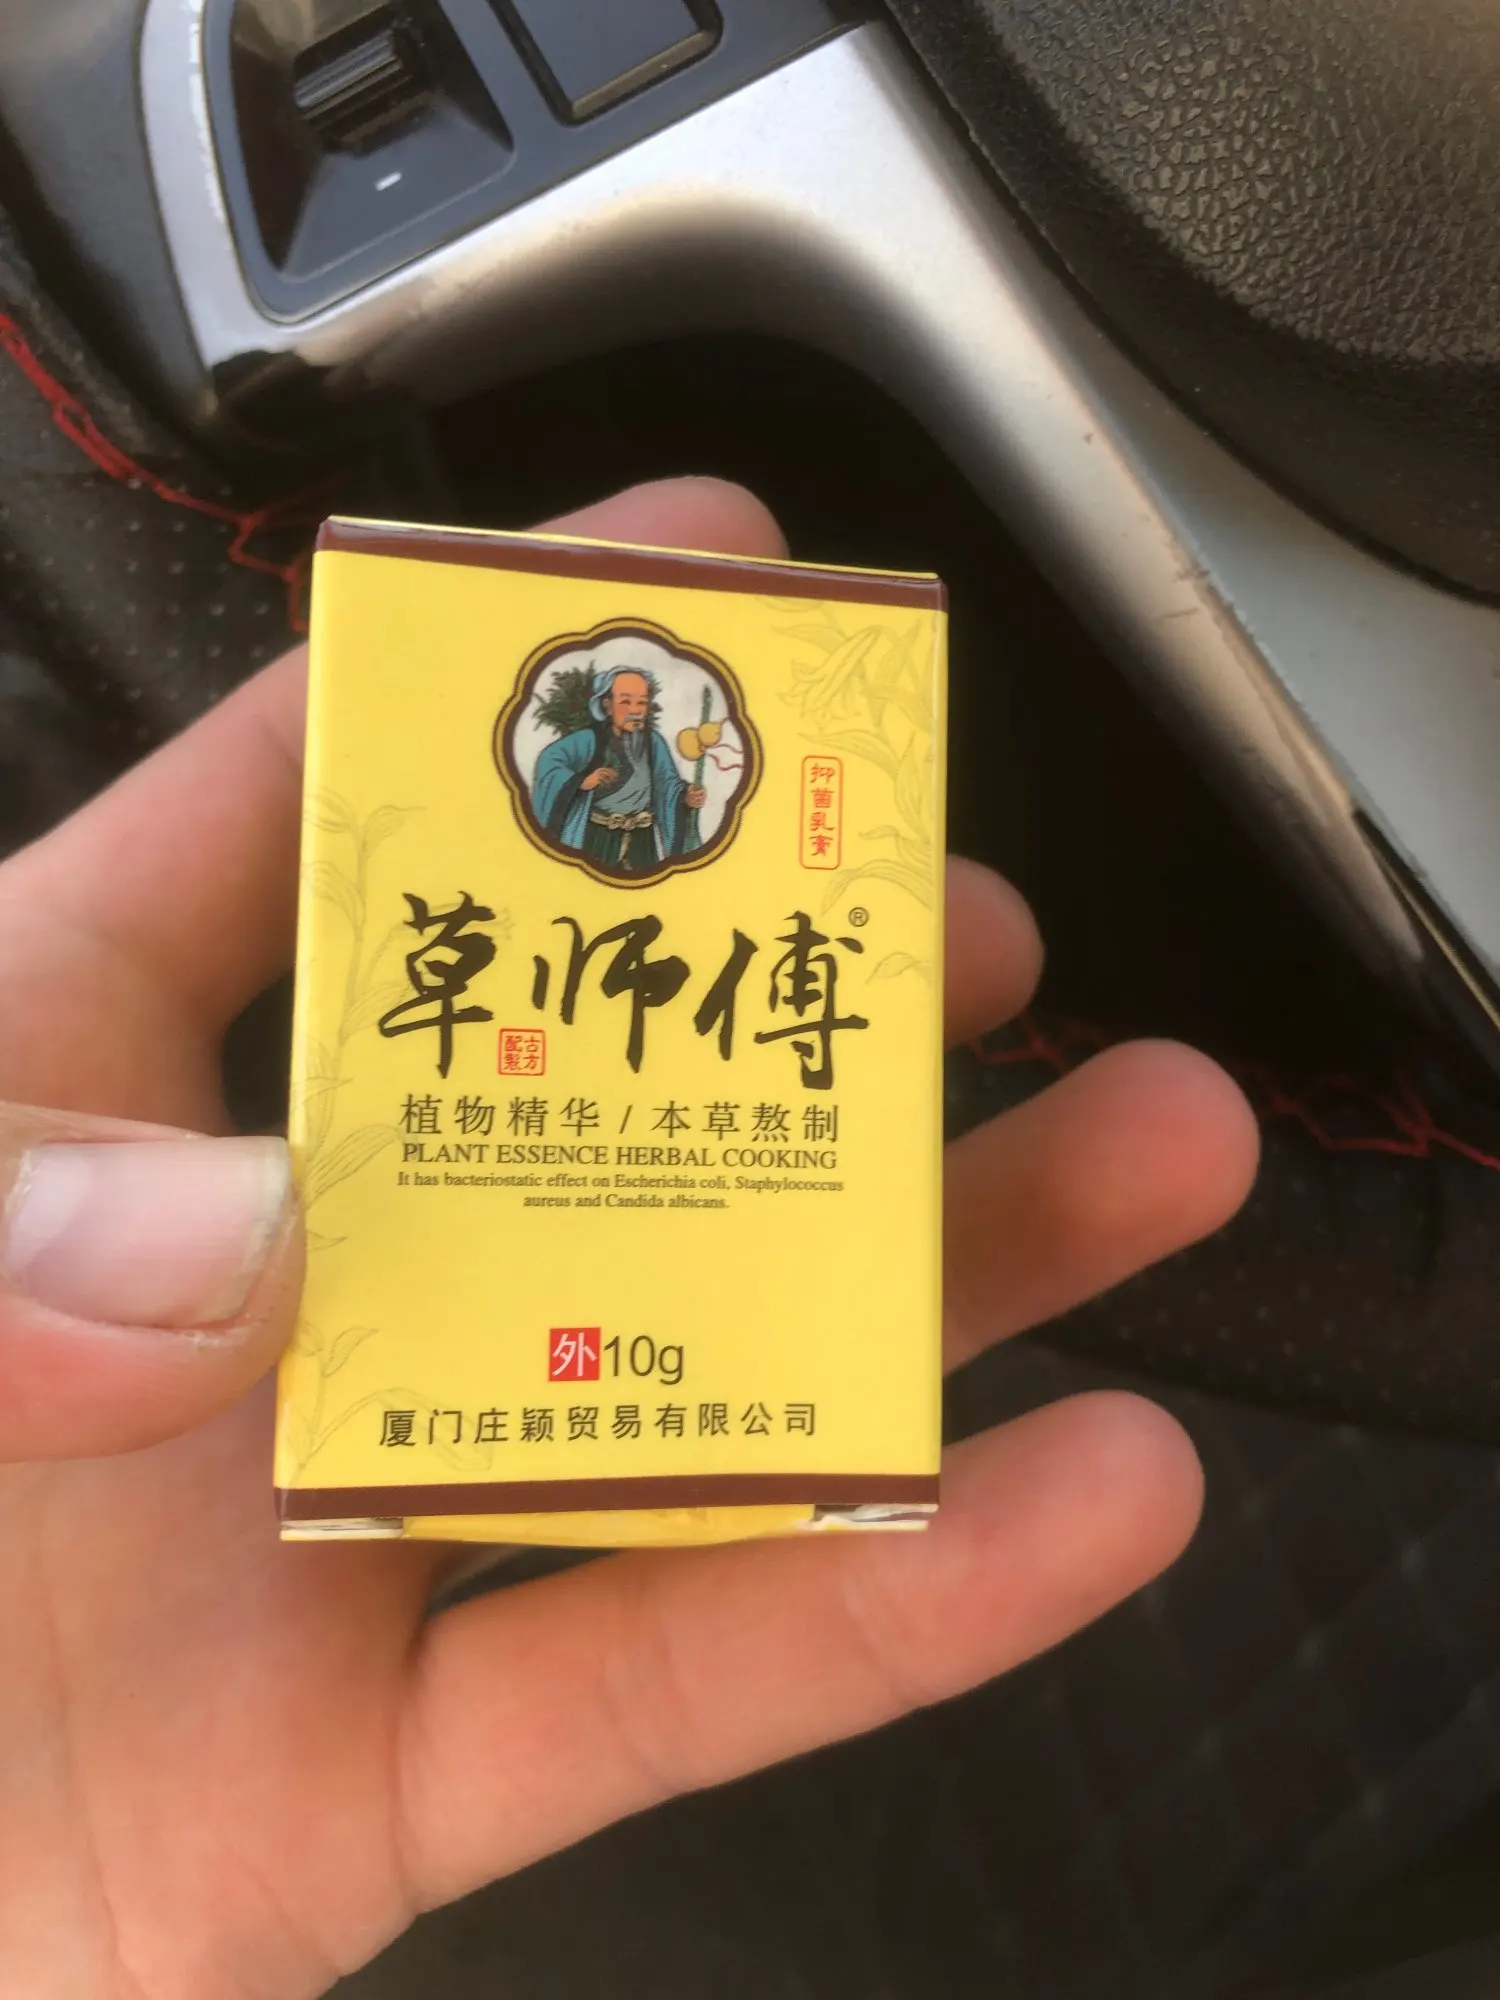 抑菌乳膏
草师傅®
古方
配製
植物精华/本草熬制
PLANT ESSENCE HERBAL COOKING
It has bacteriostatic effect on Escherichia coli, Staphylococcus
aureus and Candida albicans.
外10g
厦门庄颖贸易有限公司